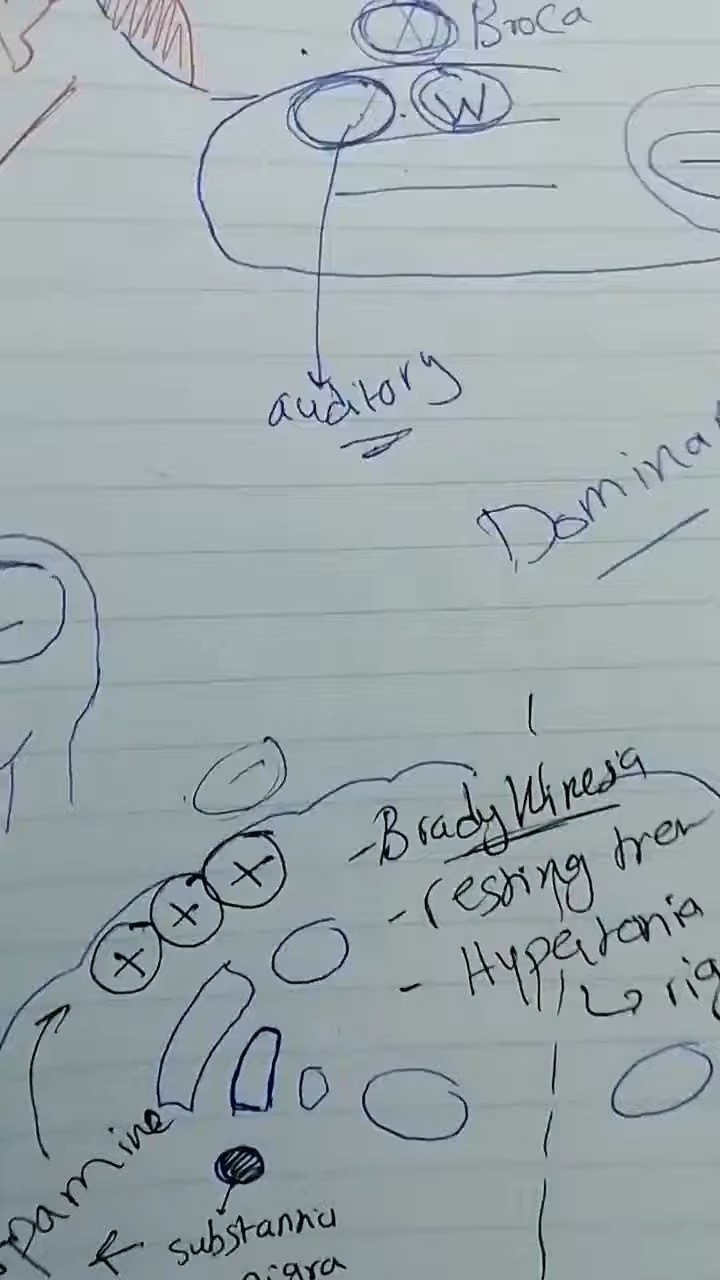 X Broca
W
auditory
Domina
- Bradykinesia
- resting trem
- Hypertonia
↳ rig
X X X
pamine
← substantia
nigra